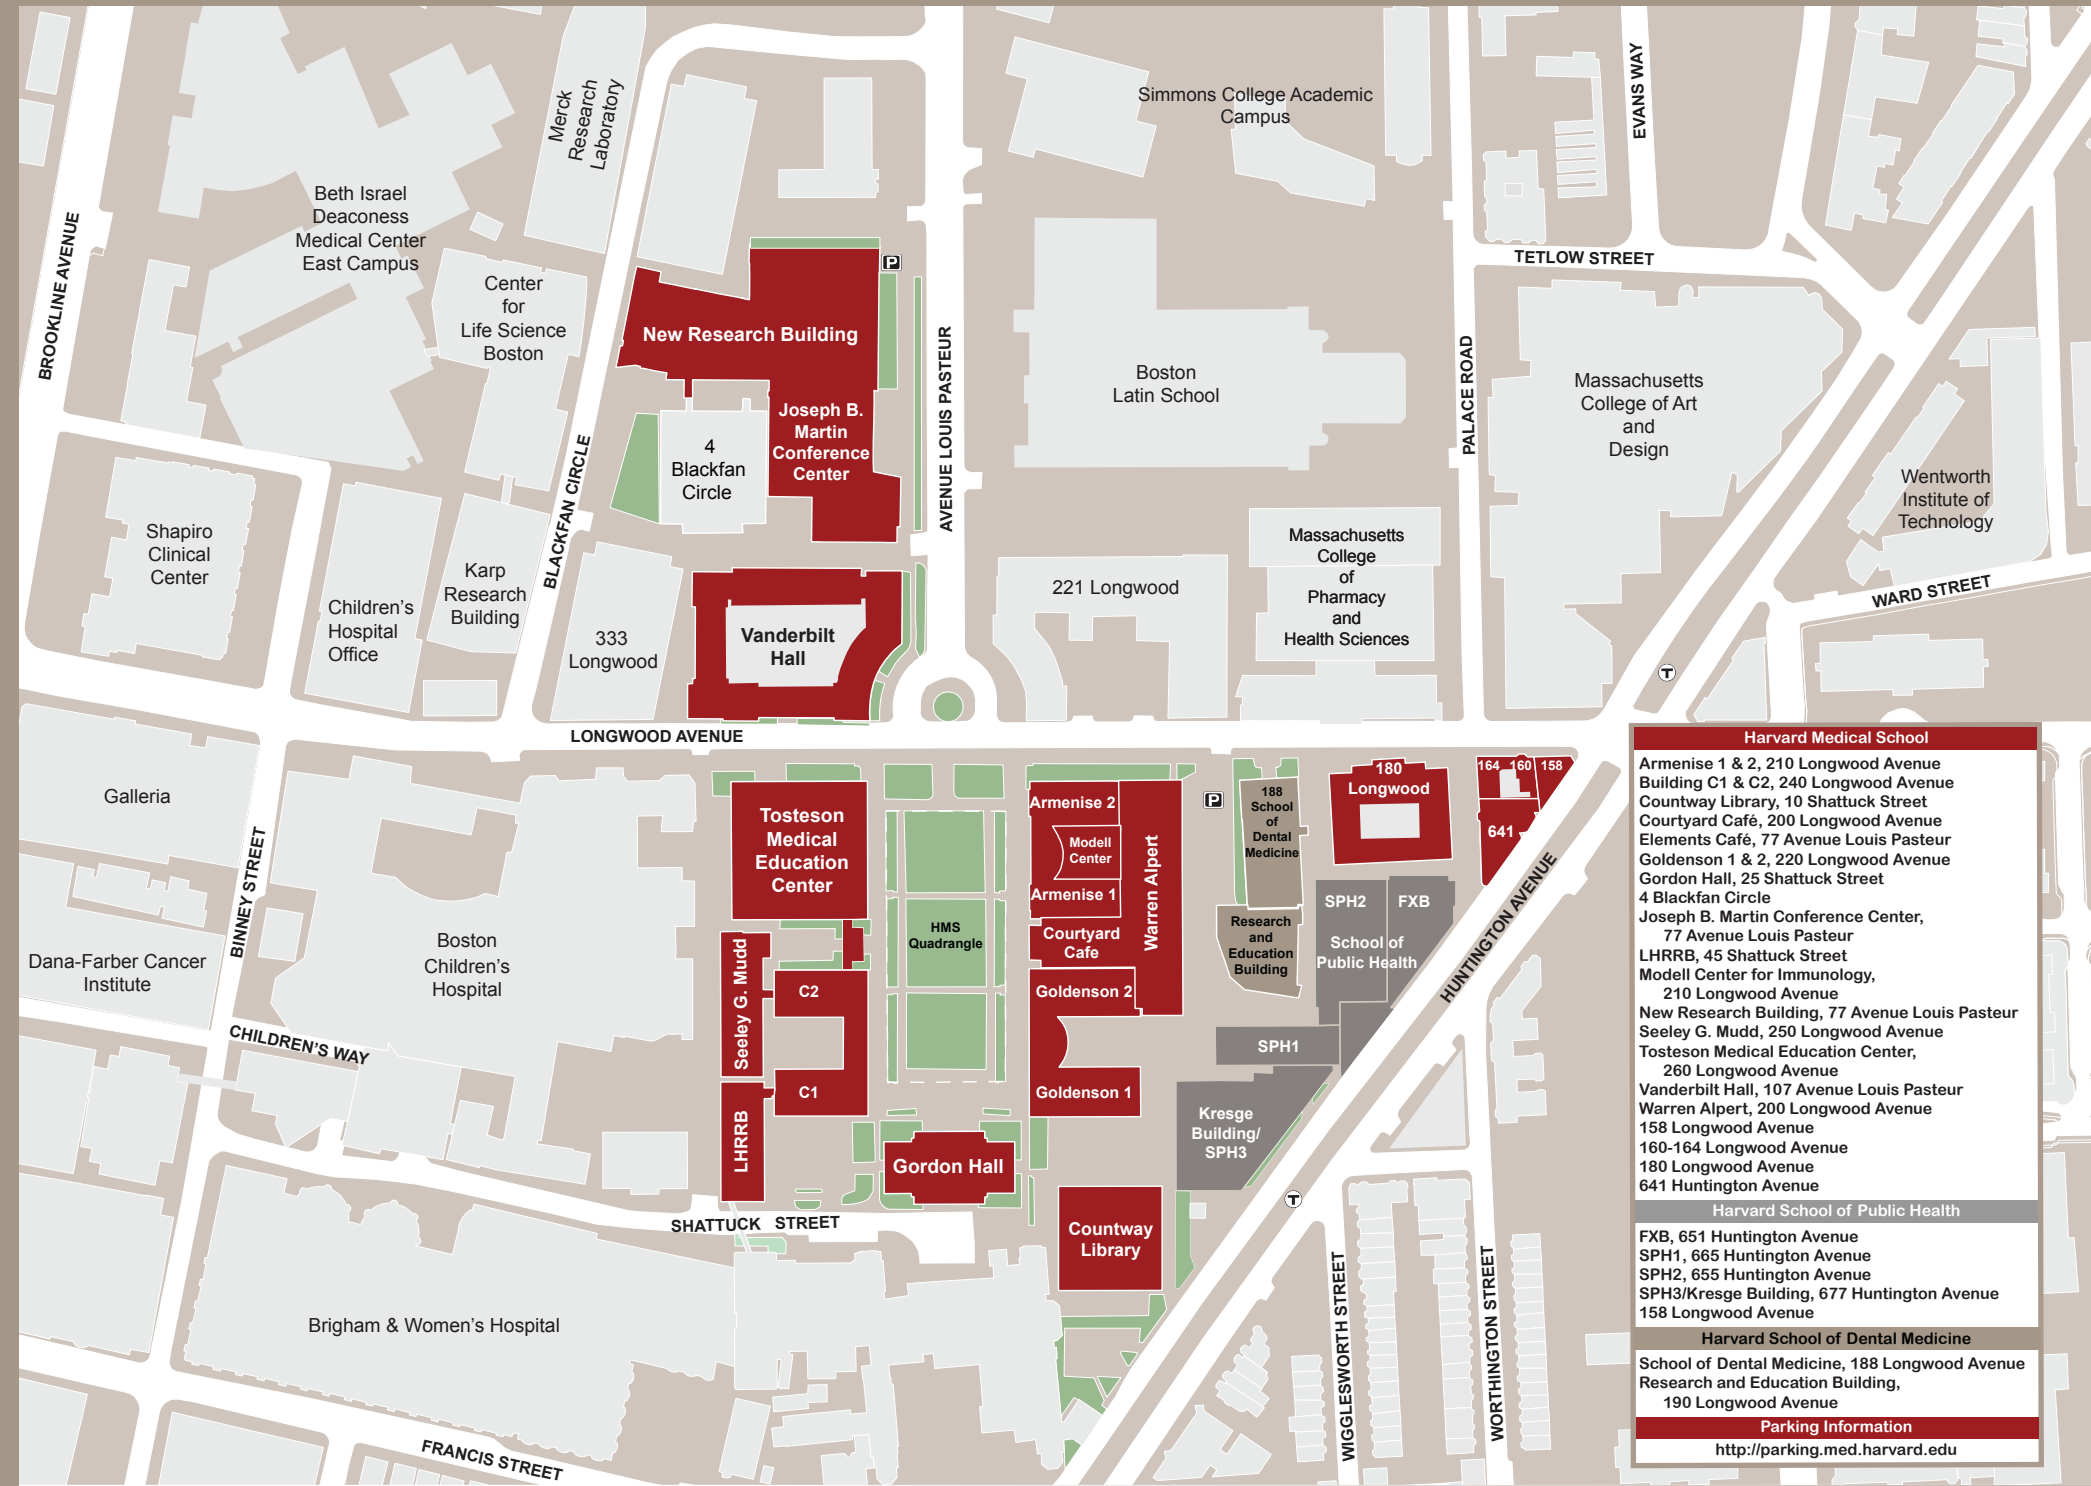 Merck
Research
Laboratory
Simmons College Academic
Campus
EVANS WAY
Beth Israel
Deaconess
Medical Center
East Campus
BROOKLINE AVENUE
Center
for
Life Science
Boston
P
TETLOW STREET
New Research Building
AVENUE LOUIS PASTEUR
Boston
Latin School
PALACE ROAD
Massachusetts
College of Art
and
Design
Joseph B.
Martin
Conference
Center
4
Blackfan
Circle
BLACKFAN CIRCLE
Wentworth
Institute of
Technology
Shapiro
Clinical
Center
Karp
Research
Building
Children's
Hospital
Office
333
Longwood
Vanderbilt
Hall
221 Longwood
Massachusetts
College
of
Pharmacy
and
Health Sciences
WARD STREET
T
LONGWOOD AVENUE
Galleria
BINNEY STREET
Tosteson
Medical
Education
Center
Armenise 2
Modell
Center
Armenise 1
Warren Alpert
P
188
School
of
Dental
Medicine
180
Longwood
164 160 158
641
HUNTINGTON AVENUE
Dana-Farber Cancer
Institute
Boston
Children's
Hospital
Seeley G. Mudd
HMS
Quadrangle
Courtyard
Cafe
Research
and
Education
Building
SPH2 FXB
School of
Public Health
C2
Goldenson 2
CHILDREN'S WAY
SPH1
C1
Goldenson 1
LHRRB
Kresge
Building/
SPH3
Gordon Hall
T
SHATTUCK STREET
Countway
Library
Brigham & Women's Hospital
WIGGLESWORTH STREET
WORTHINGTON STREET
FRANCIS STREET
Harvard Medical School
Armenise 1 & 2, 210 Longwood Avenue
Building C1 & C2, 240 Longwood Avenue
Countway Library, 10 Shattuck Street
Courtyard Café, 200 Longwood Avenue
Elements Café, 77 Avenue Louis Pasteur
Goldenson 1 & 2, 220 Longwood Avenue
Gordon Hall, 25 Shattuck Street
4 Blackfan Circle
Joseph B. Martin Conference Center,
77 Avenue Louis Pasteur
LHRRB, 45 Shattuck Street
Modell Center for Immunology,
210 Longwood Avenue
New Research Building, 77 Avenue Louis Pasteur
Seeley G. Mudd, 250 Longwood Avenue
Tosteson Medical Education Center,
260 Longwood Avenue
Vanderbilt Hall, 107 Avenue Louis Pasteur
Warren Alpert, 200 Longwood Avenue
158 Longwood Avenue
160-164 Longwood Avenue
180 Longwood Avenue
641 Huntington Avenue
Harvard School of Public Health
FXB, 651 Huntington Avenue
SPH1, 665 Huntington Avenue
SPH2, 655 Huntington Avenue
SPH3/Kresge Building, 677 Huntington Avenue
158 Longwood Avenue
Harvard School of Dental Medicine
School of Dental Medicine, 188 Longwood Avenue
Research and Education Building,
190 Longwood Avenue
Parking Information
http://parking.med.harvard.edu